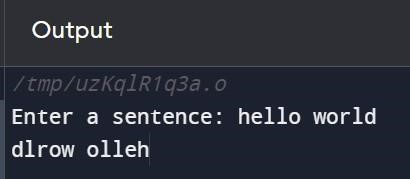 Output
/tmp/uzKqlR1q3a.o
Enter a sentence: hello world
dlrow olleh